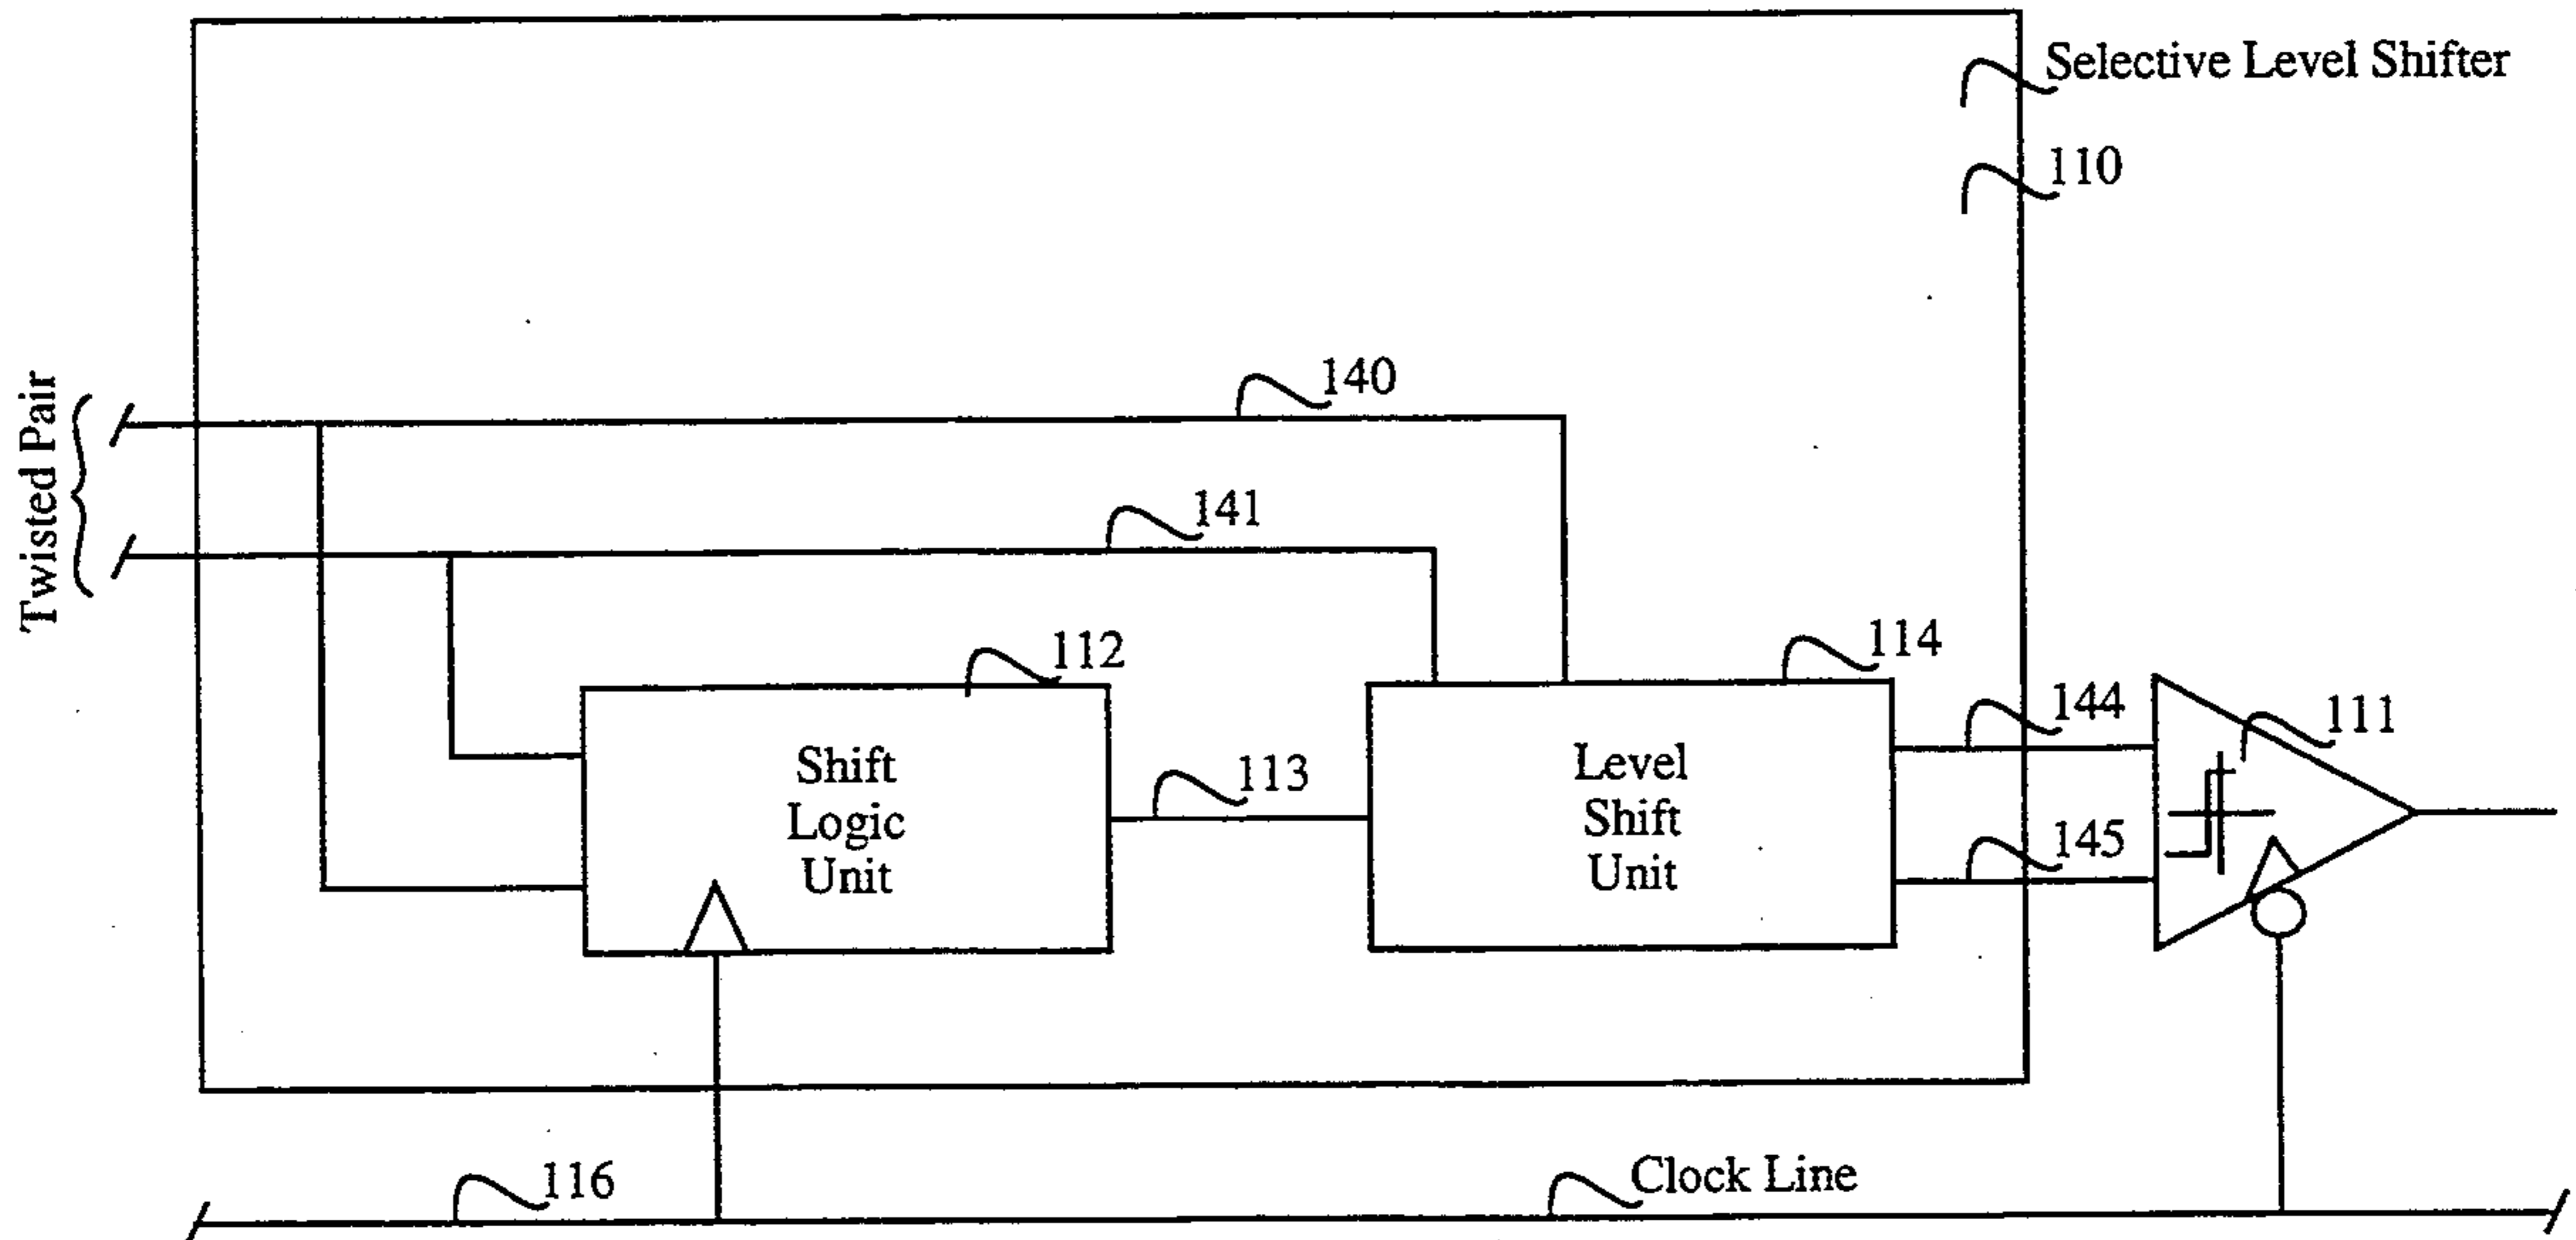 Selective Level Shifter
110
Twisted Pair
140
141
112
114
144
111
113
145
Shift
Logic
Unit
Level
Shift
Unit
116
Clock Line